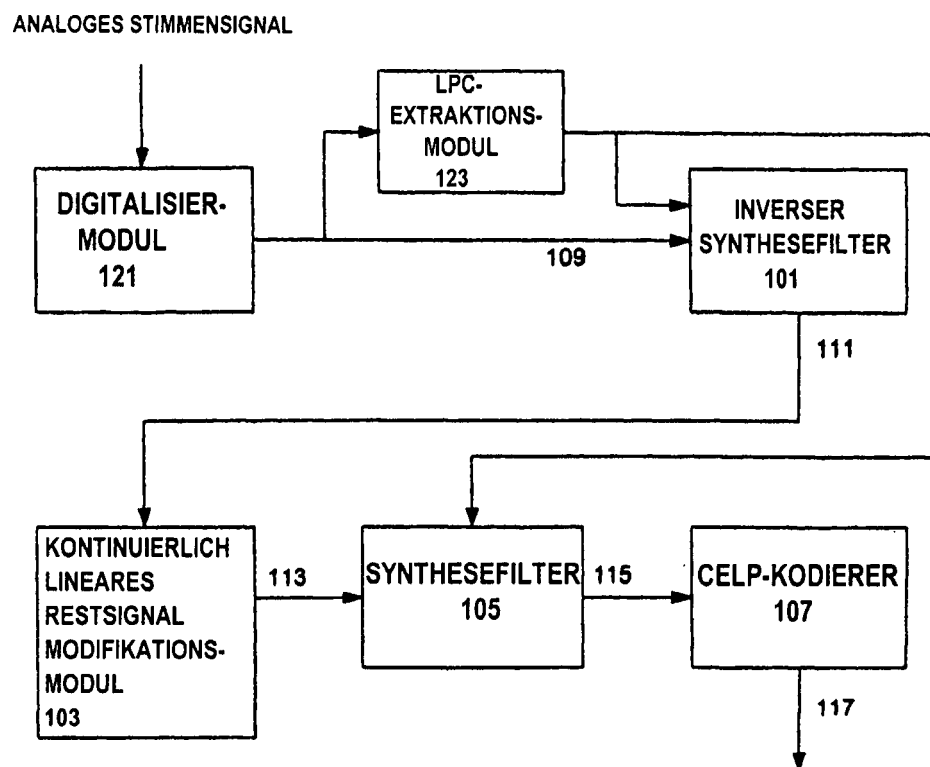 ANALOGES STIMMENSIGNAL
LPC-
EXTRAKTIONS-
MODUL
123
DIGITALISIER-
MODUL
121
109
INVERSER
SYNTHESEFILTER
101
111
KONTINUIERLICH
LINEARES
RESTSIGNAL
MODIFIKATIONS-
MODUL
103
113
SYNTHESEFILTER
105
115
CELP-KODIERER
107
117